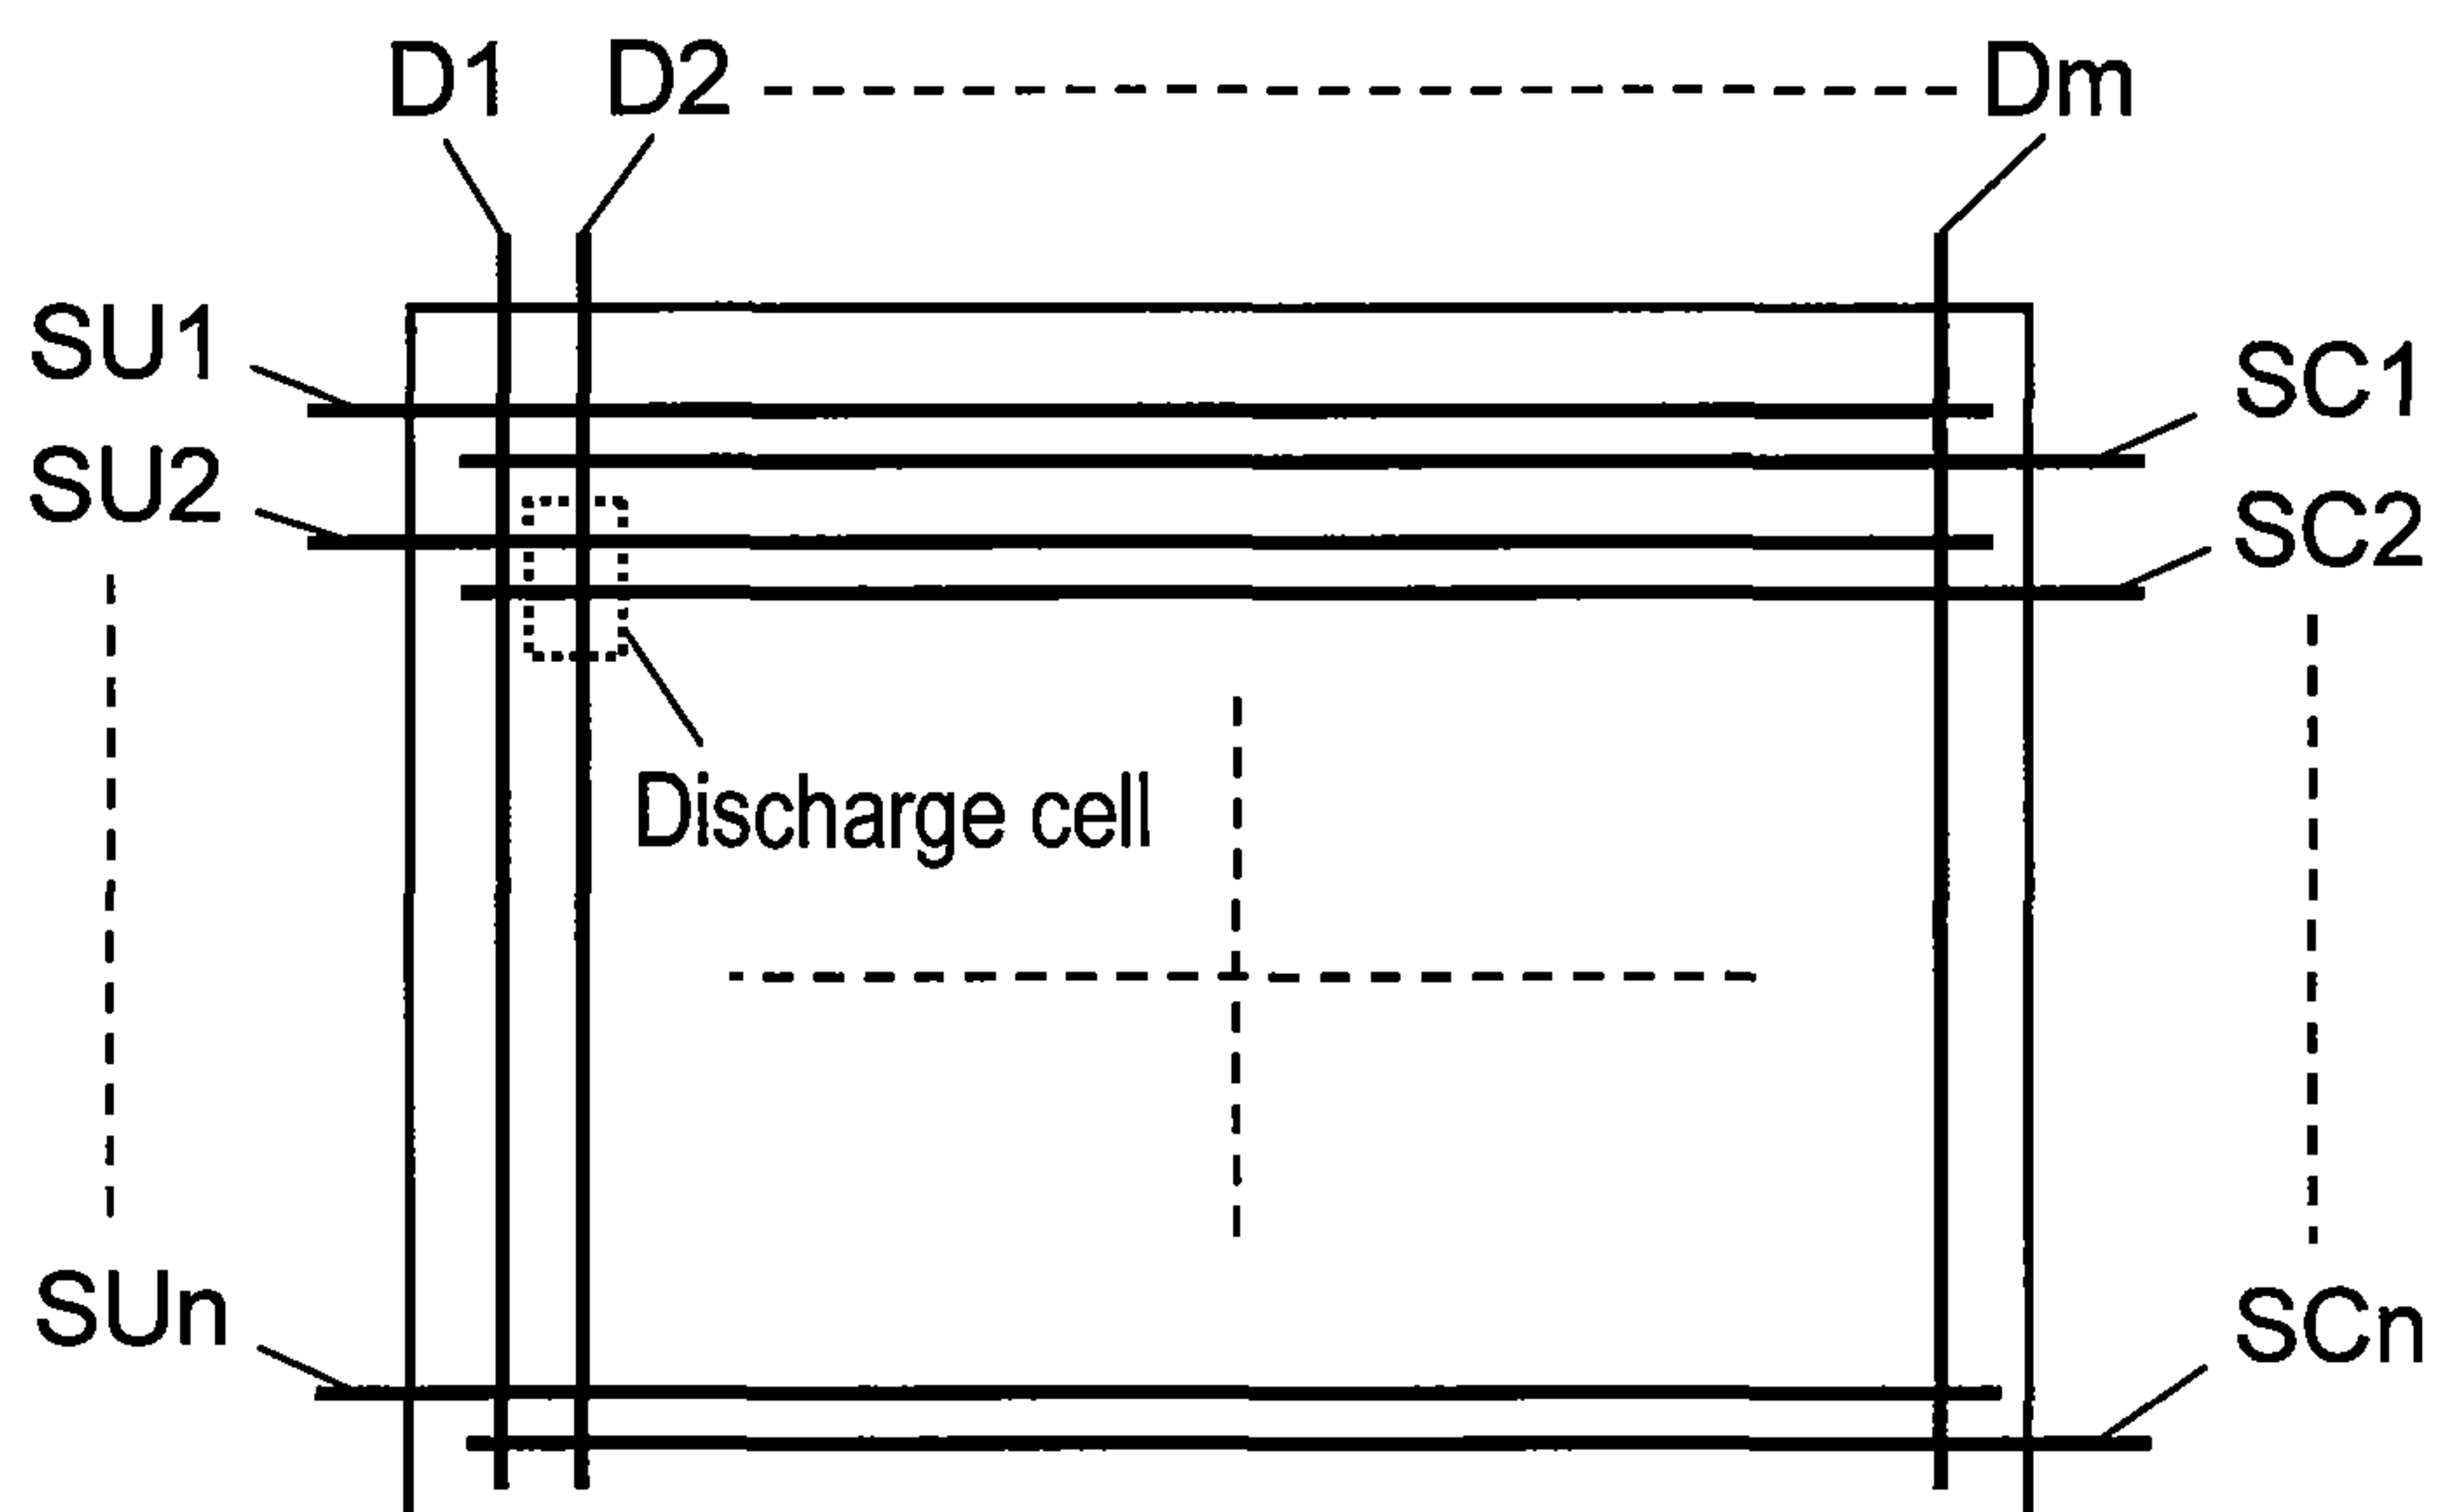 D1 D2 Dm
SU1
SC1
SU2
SC2
Discharge cell
SUn
SCn